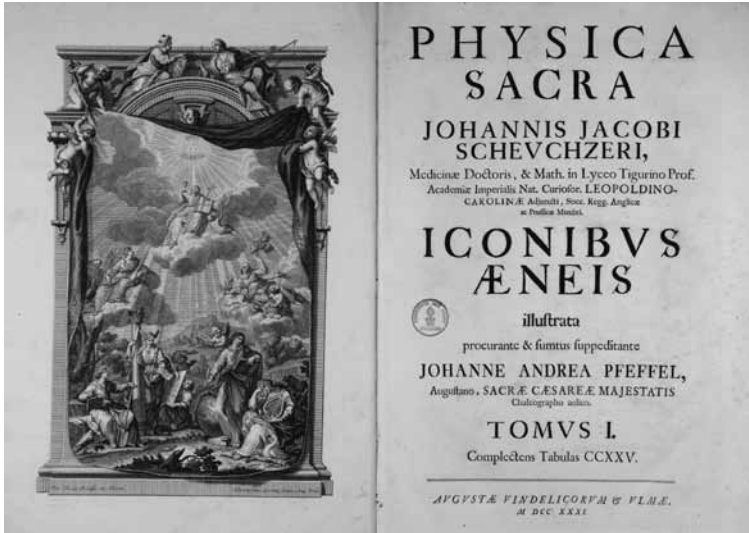 PHYSICA
SACRA
JOHANNIS JACOBI
SCHEVCHZERI,
Medicinæ Doctoris, & Math. in Lyceo Tigurino Prof.
Academiæ Imperialis Nat. Curiosor. LEOPOLDINO-
CAROLINÆ Adjuncti, Socc. Regg. Anglicæ
ac Prussicæ Membri.
ICONIBVS
ÆNEIS
illustrata
procurante & sumtus suppeditante
JOHANNE ANDREA PFEFFEL,
Augustano, SACRÆ CÆSAREÆ MAJESTATIS
Chalcographo aulico.
TOMVS I.
Complectens Tabulas CCXXV.
AVGVSTÆ VINDELICORVM & VLMÆ,
M DCC XXXI